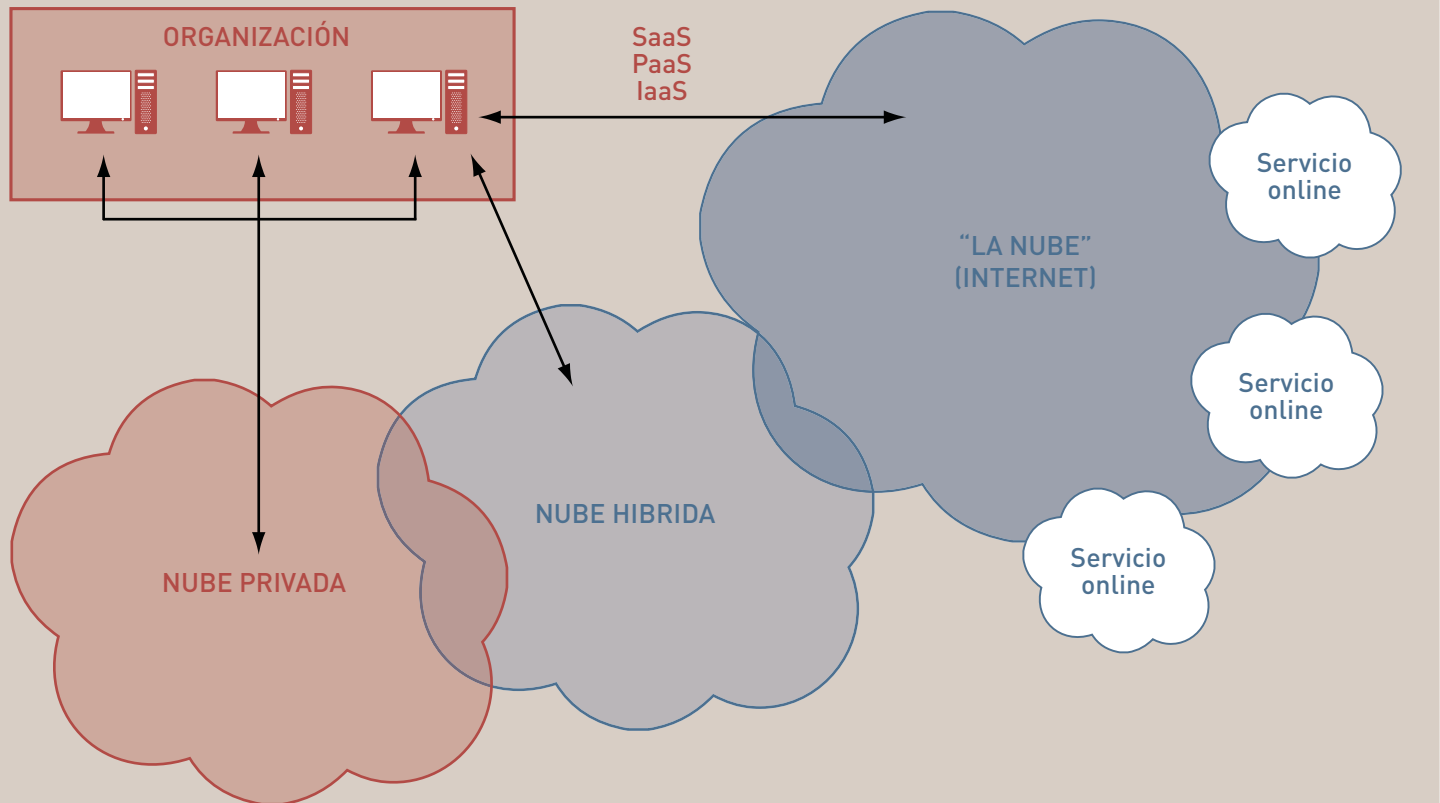 ORGANIZACIÓN
SaaS
PaaS
IaaS
Servicio
online
“LA NUBE”
(INTERNET)
Servicio
online
NUBE HIBRIDA
Servicio
online
NUBE PRIVADA